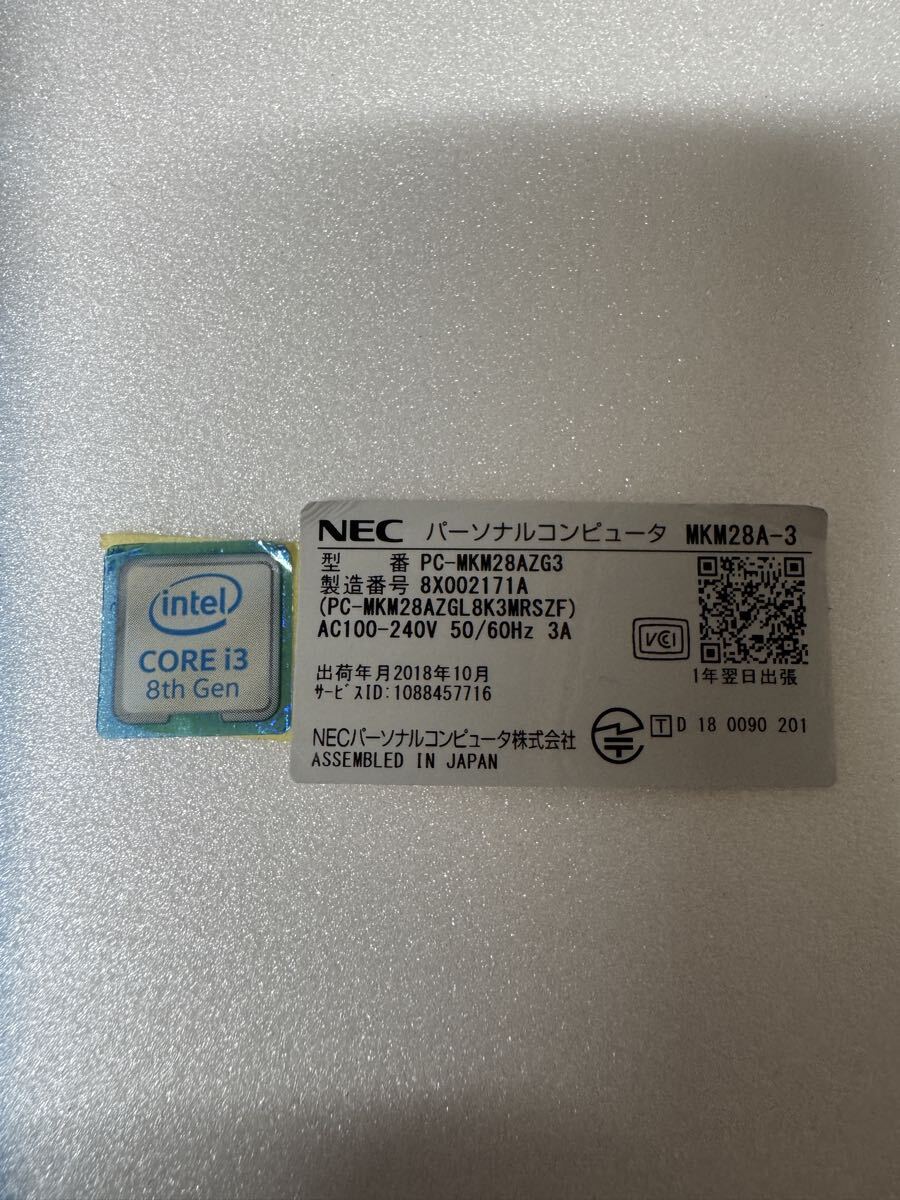 intel
CORE i3
8th Gen
NEC パーソナルコンピュータ MKM28A-3
型 番 PC-MKM28AZG3
製造番号 8X002171A
(PC-MKM28AZGL8K3MRSZF)
AC100-240V 50/60Hz 3A
VCCI
1年翌日出張
出荷年月2018年10月
サービスID:1088457716
NECパーソナルコンピュータ株式会社
T D 18 0090 201
ASSEMBLED IN JAPAN